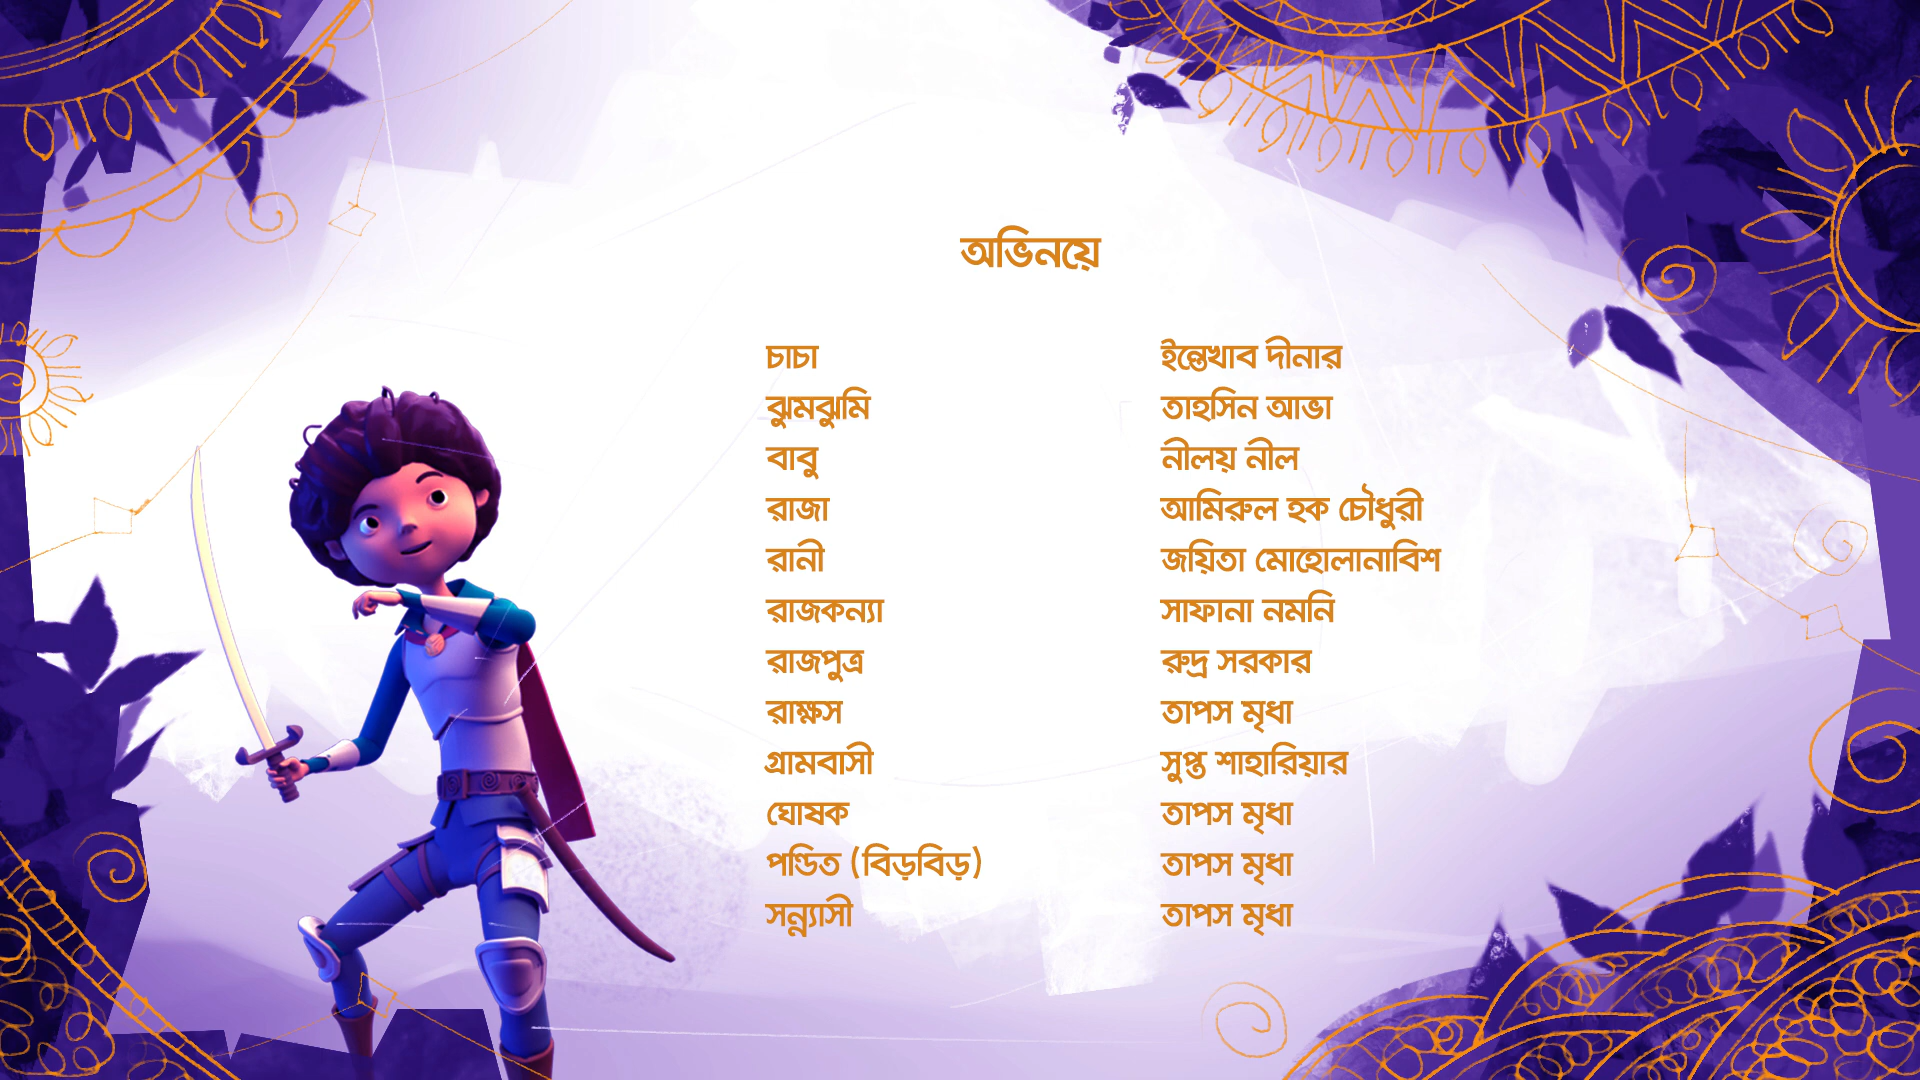 অভিনয়ে
চাচা ইন্তেখাব দীনার
ঝুমঝুমি তাহসিন আভা
বাবু নীলয় নীল
রাজা আমিরুল হক চৌধুরী
রানী জয়িতা মোহোলানাবিশ
রাজকন্যা সাফানা নমনি
রাজপুত্র রুদ্র সরকার
রাক্ষস তাপস মৃধা
গ্রামবাসী সুপ্ত শাহারিয়ার
ঘোষক তাপস মৃধা
পণ্ডিত (বিড়বিড়) তাপস মৃধা
সন্ন্যাসী তাপস মৃধা